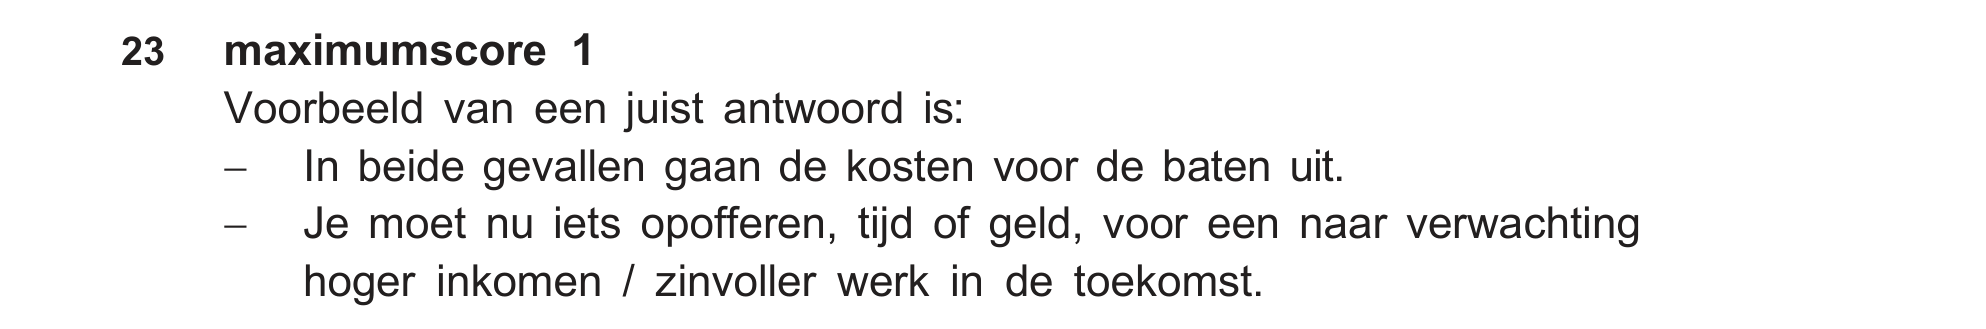 23 maximumscore 1
Voorbeeld van een juist antwoord is:
– In beide gevallen gaan de kosten voor de baten uit.
– Je moet nu iets opofferen, tijd of geld, voor een naar verwachting
hoger inkomen / zinvoller werk in de toekomst.